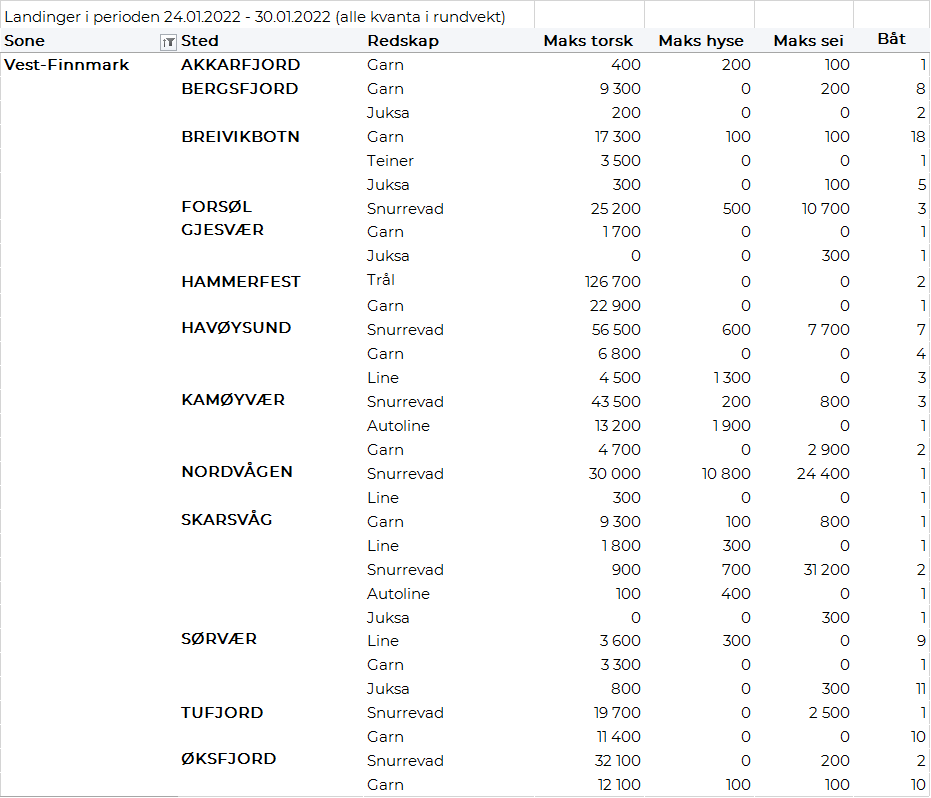 Landinger i perioden 24.01.2022 - 30.01.2022 (alle kvanta i rundvekt)
Sone Sted Redskap Maks torsk Maks hyse Maks sei Båt
Vest-Finnmark AKKARFJORD Garn 400 200 100 1
BERGSFJORD Garn 9 300 0 200 8
Juksa 200 0 0 2
BREIVIKBOTN Garn 17 300 100 100 18
Teiner 3 500 0 0 1
Juksa 300 0 100 5
FORSØL Snurrevad 25 200 500 10 700 3
GJESVÆR Garn 1 700 0 0 1
Juksa 0 0 300 1
HAMMERFEST Trål 126 700 0 0 2
Garn 22 900 0 0 1
HAVØYSUND Snurrevad 56 500 600 7 700 7
Garn 6 800 0 0 4
Line 4 500 1 300 0 3
KAMØYVÆR Snurrevad 43 500 200 800 3
Autoline 13 200 1 900 0 1
Garn 4 700 0 2 900 2
NORDVÅGEN Snurrevad 30 000 10 800 24 400 1
Line 300 0 0 1
SKARSVÅG Garn 9 300 100 800 1
Line 1 800 300 0 1
Snurrevad 900 700 31 200 2
Autoline 100 400 0 1
Juksa 0 0 300 1
SØRVÆR Line 3 600 300 0 9
Garn 3 300 0 0 1
Juksa 800 0 300 11
TUFJORD Snurrevad 19 700 0 2 500 1
Garn 11 400 0 0 10
ØKSFJORD Snurrevad 32 100 0 200 2
Garn 12 100 100 100 10